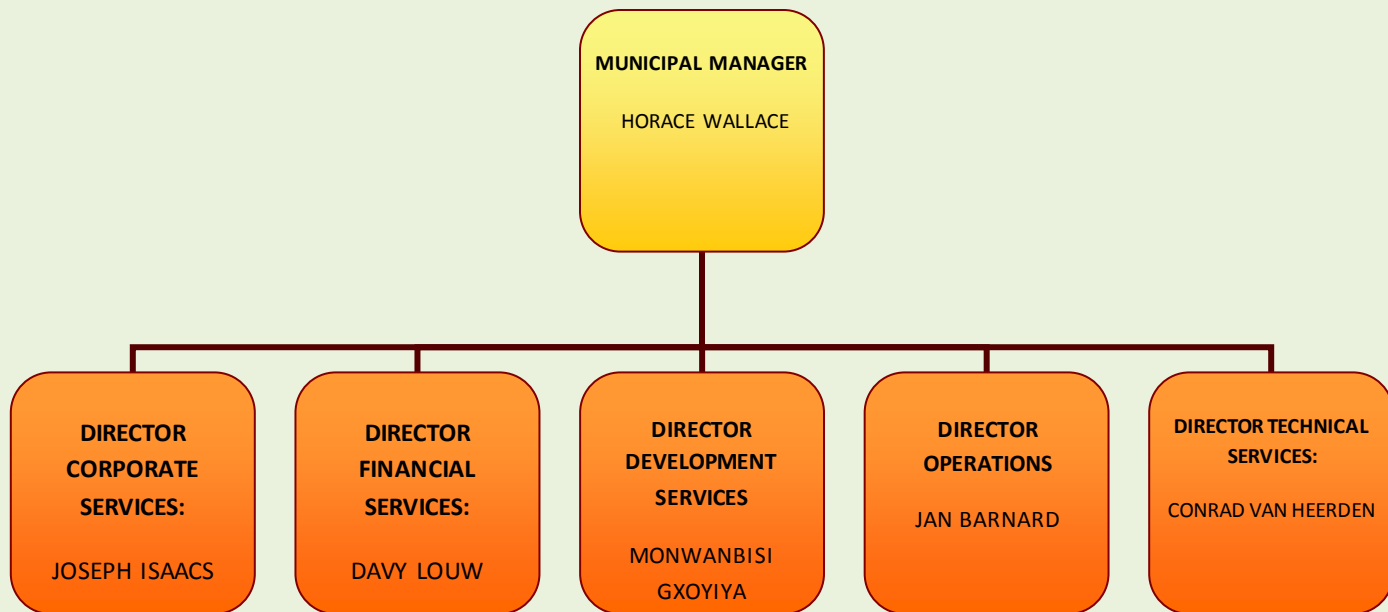 MUNICIPAL MANAGER
HORACE WALLACE
DIRECTOR
CORPORATE
SERVICES:
JOSEPH ISAACS
DIRECTOR
FINANCIAL
SERVICES:
DAVY LOUW
DIRECTOR
DEVELOPMENT
SERVICES
MONWANBISI
GXOYIYA
DIRECTOR
OPERATIONS
JAN BARNARD
DIRECTOR TECHNICAL
SERVICES:
CONRAD VAN HEERDEN